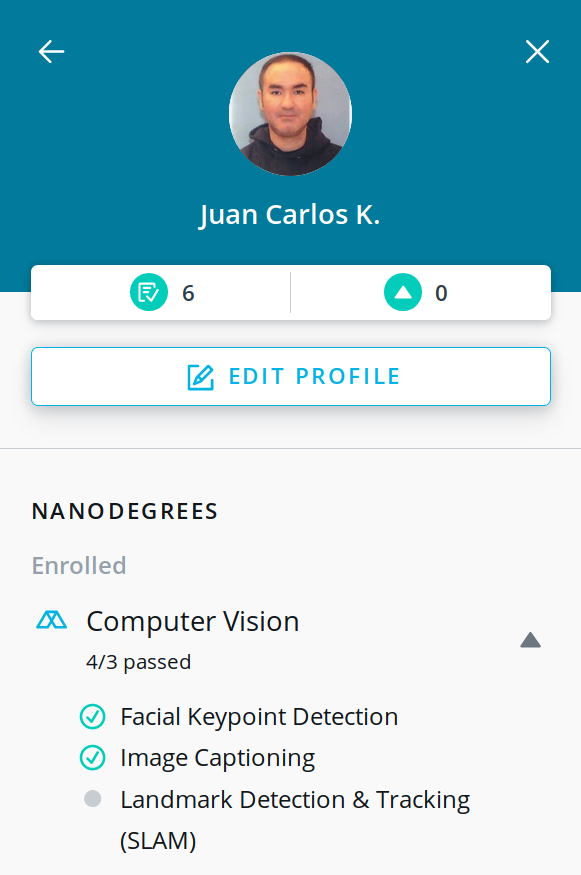 Juan Carlos K.
6
0
EDIT PROFILE
NANODEGREES
Enrolled
Computer Vision
4/3 passed
Facial Keypoint Detection
Image Captioning
Landmark Detection & Tracking
(SLAM)